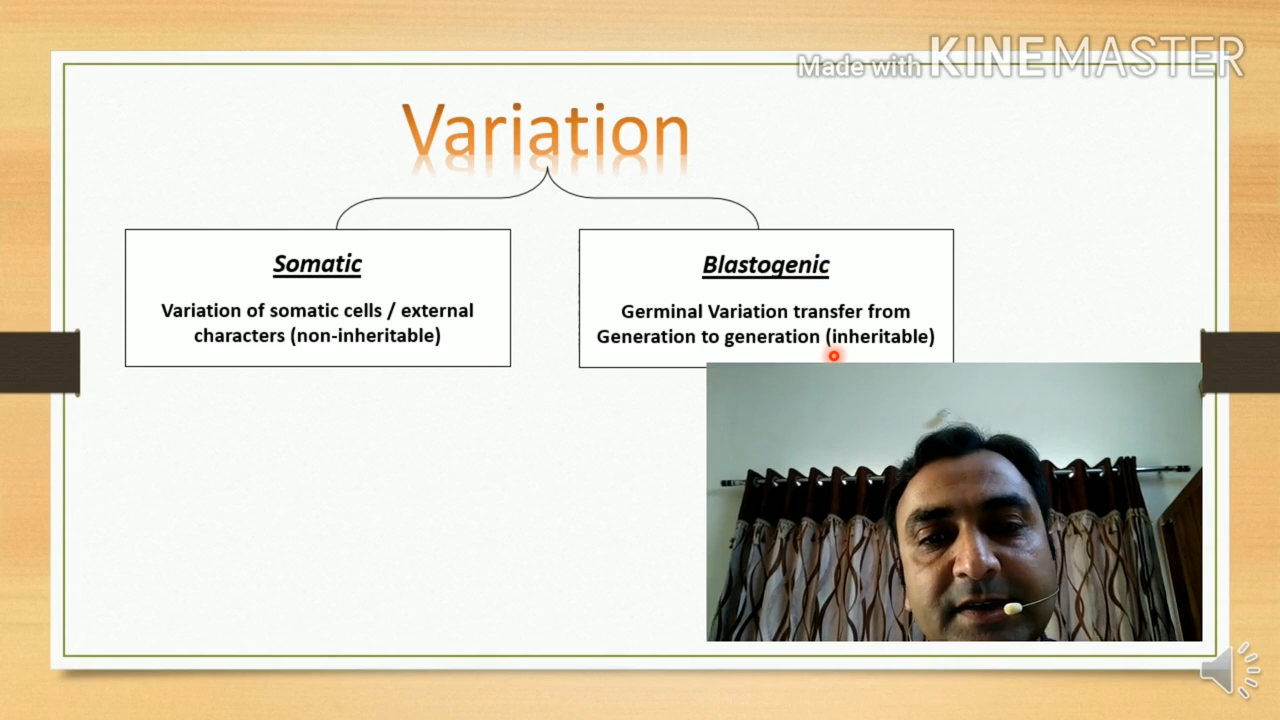 Made with KINEMASTER
Variation
Somatic
Variation of somatic cells / external
characters (non-inheritable)
Blastogenic
Germinal Variation transfer from
Generation to generation (inheritable)